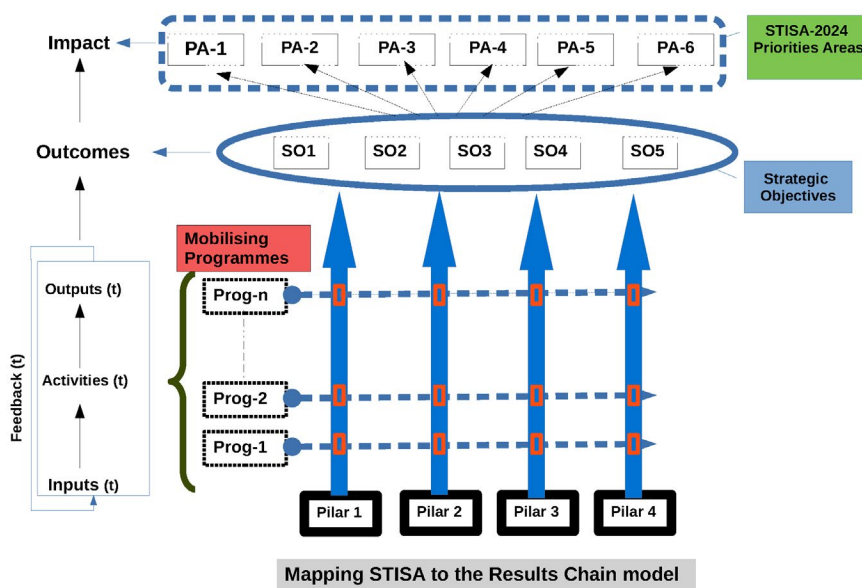 Impact
PA-1
PA-2
PA-3
PA-4
PA-5
PA-6
STISA-2024
Priorities Areas
Outcomes
SO1
SO2
SO3
SO4
SO5
Strategic
Objectives
Mobilising
Programmes
Outputs (t)
Prog-n
Activities (t)
Feedback (t)
Prog-2
Prog-1
Inputs (t)
Pilar 1
Pilar 2
Pilar 3
Pilar 4
Mapping STISA to the Results Chain model